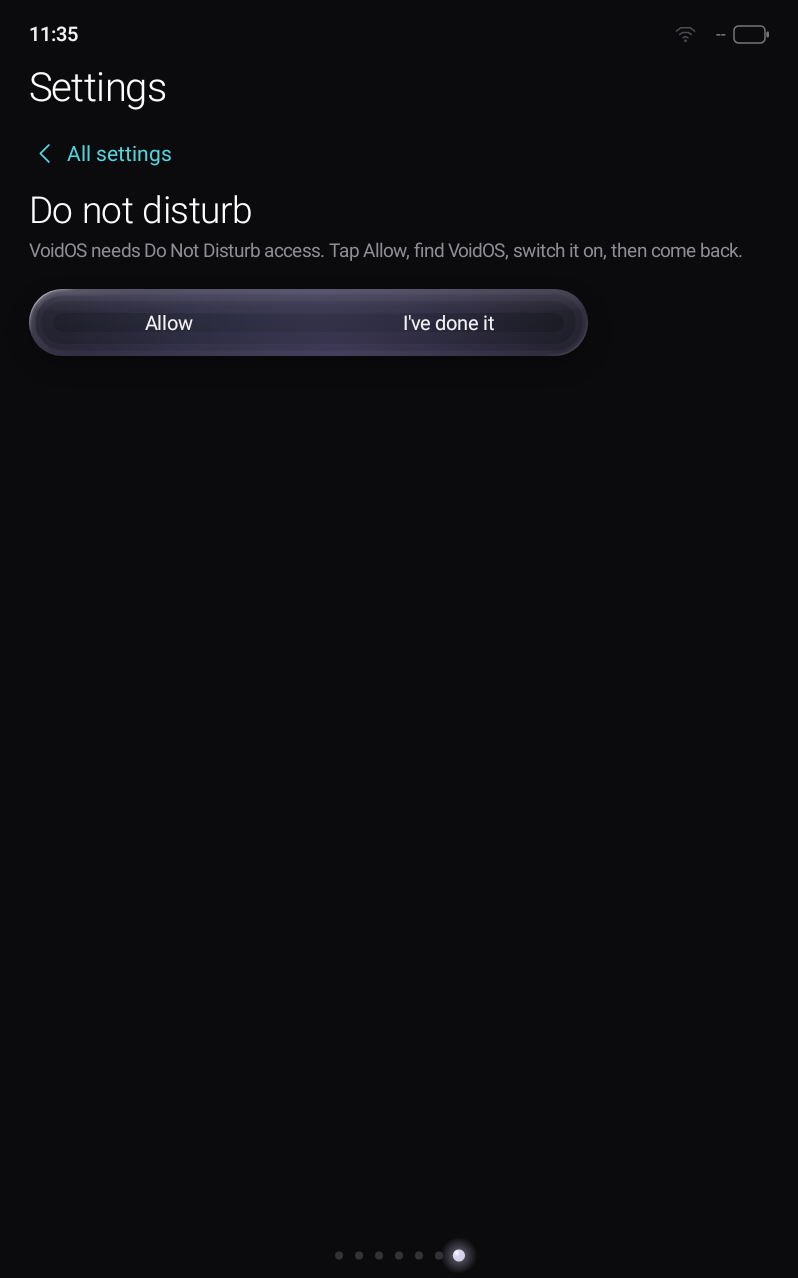 11:35
--
Settings
All settings
Do not disturb
VoidOS needs Do Not Disturb access. Tap Allow, find VoidOS, switch it on, then come back.
Allow
I've done it